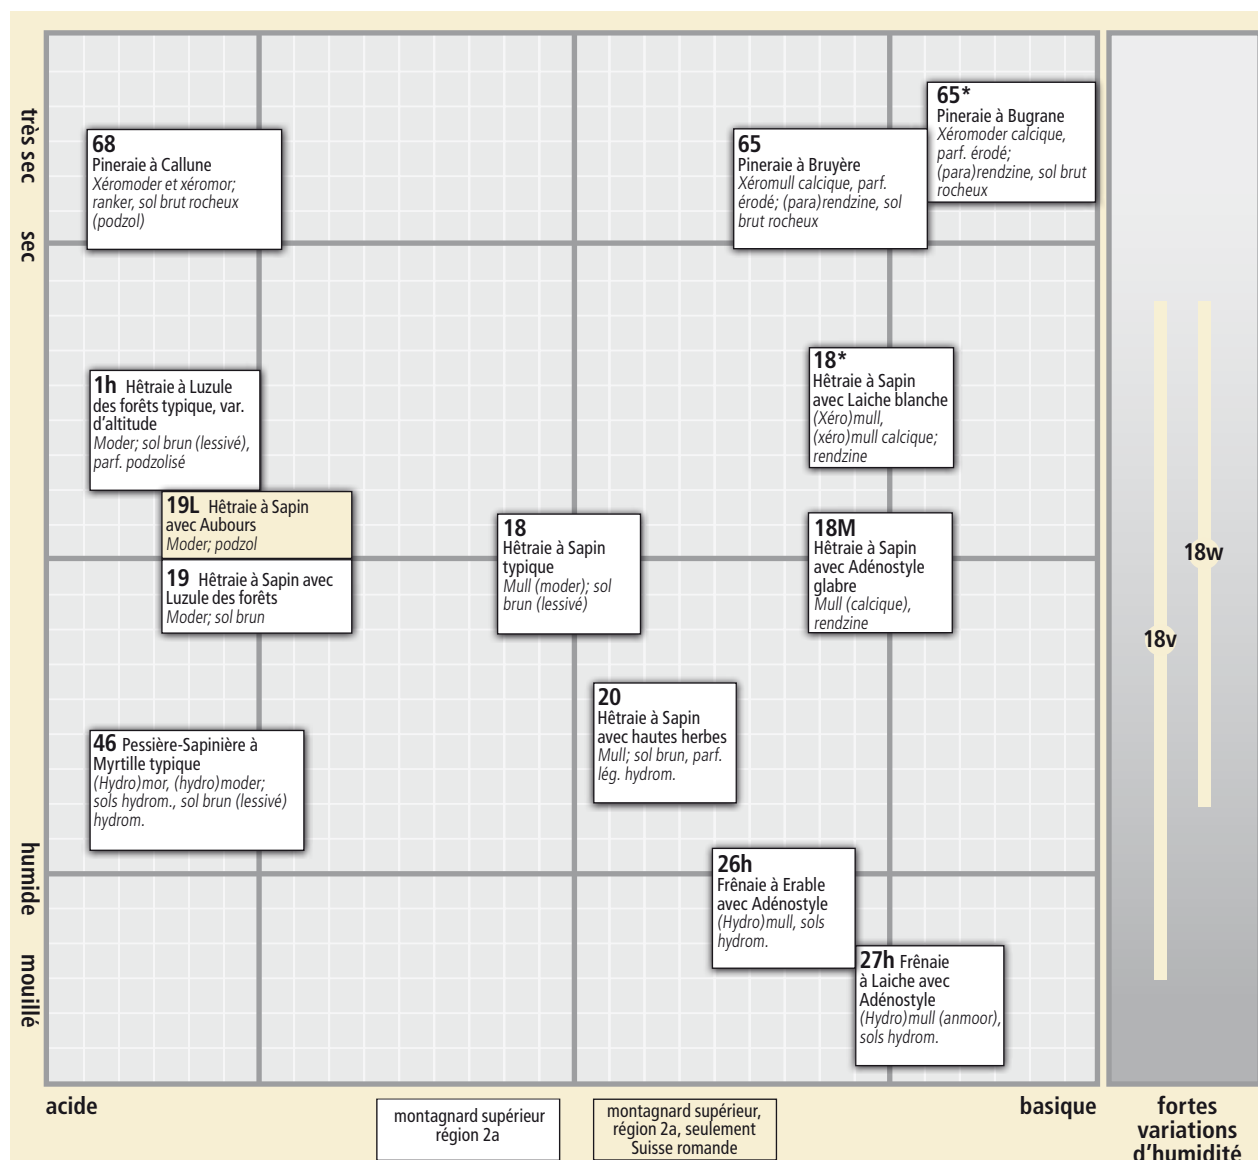 très sec
sec
humide
mouillé
68
Pineraie à Callune
Xéromoder et xéromor;
ranker, sol brut rocheux
(podzol)
65
Pineraie à Bruyère
Xéromull calcique, parf.
érodé; (para)rendzine, sol
brut rocheux
65*
Pineraie à Bugrane
Xéromoder calcique,
parf. érodé;
(para)rendzine, sol brut
rocheux
1h Hêtraie à Luzule
des forêts typique, var.
d'altitude
Moder; sol brun (lessivé),
parf. podzolisé
18*
Hêtraie à Sapin
avec Laiche blanche
(Xéro)mull,
(xéro)mull calcique;
rendzine
19L Hêtraie à Sapin
avec Aubours
Moder; podzol
19 Hêtraie à Sapin avec
Luzule des forêts
Moder; sol brun
18
Hêtraie à Sapin
typique
Mull (moder); sol
brun (lessivé)
18M
Hêtraie à Sapin
avec Adénostyle
glabre
Mull (calcique),
rendzine
20
Hêtraie à Sapin
avec hautes herbes
Mull; sol brun, parf.
lég. hydrom.
46 Pessière-Sapinière à
Myrtille typique
(Hydro)mor, (hydro)moder;
sols hydrom., sol brun (lessivé)
hydrom.
26h
Frênaie à Erable
avec Adénostyle
(Hydro)mull, sols
hydrom.
27h Frênaie
à Laiche avec
Adénostyle
(Hydro)mull (anmoor),
sols hydrom.
18w
18v
acide
basique
montagnard supérieur
région 2a
montagnard supérieur,
région 2a, seulement
Suisse romande
fortes
variations
d'humidité